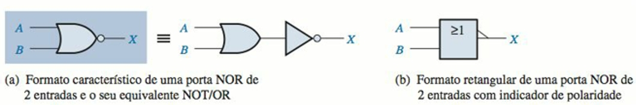 A
B
X
≡
A
B
X
A
B
≥1
X
(a) Formato característico de uma porta NOR de
2 entradas e o seu equivalente NOT/OR
(b) Formato retangular de uma porta NOR de
2 entradas com indicador de polaridade